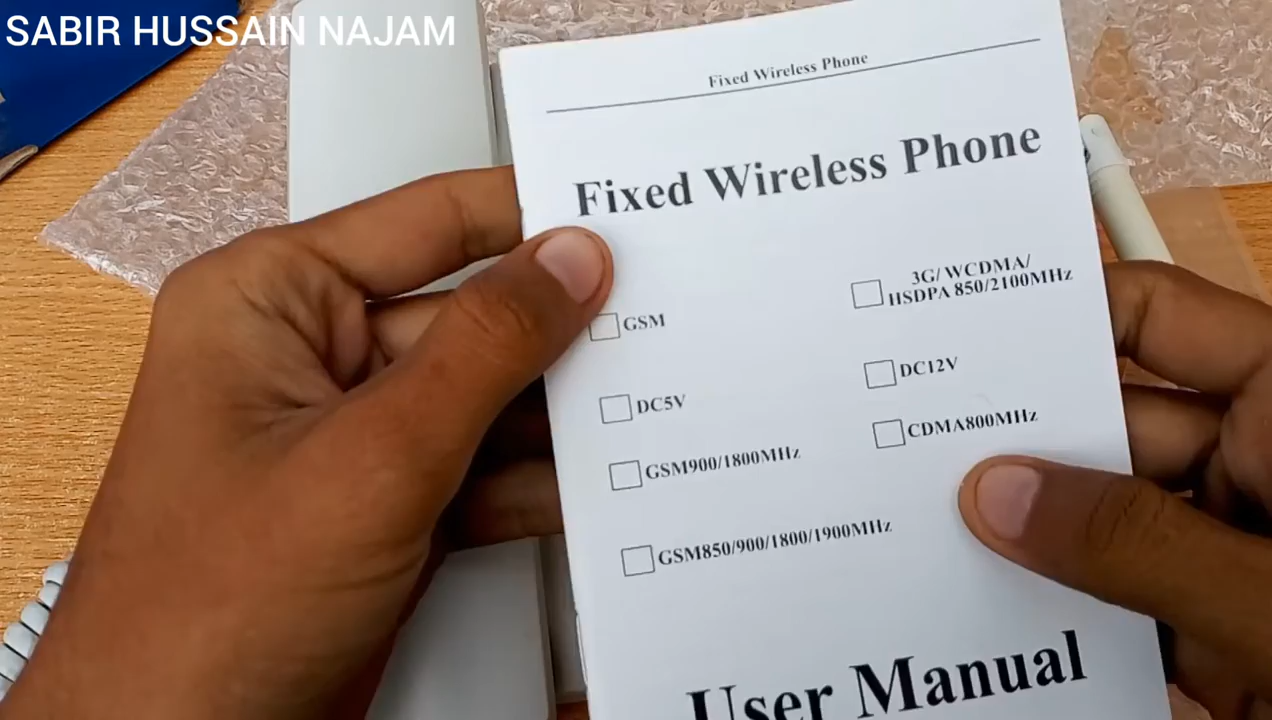 SABIR HUSSAIN NAJAM
Fixed Wireless Phone
Fixed Wireless Phone
3G/ WCDMA/
HSDPA 850/2100MHz
GSM
DC12V
DC5V
CDMA800MHz
GSM900/1800MHz
GSM850/900/1800/1900MHz
User Manual